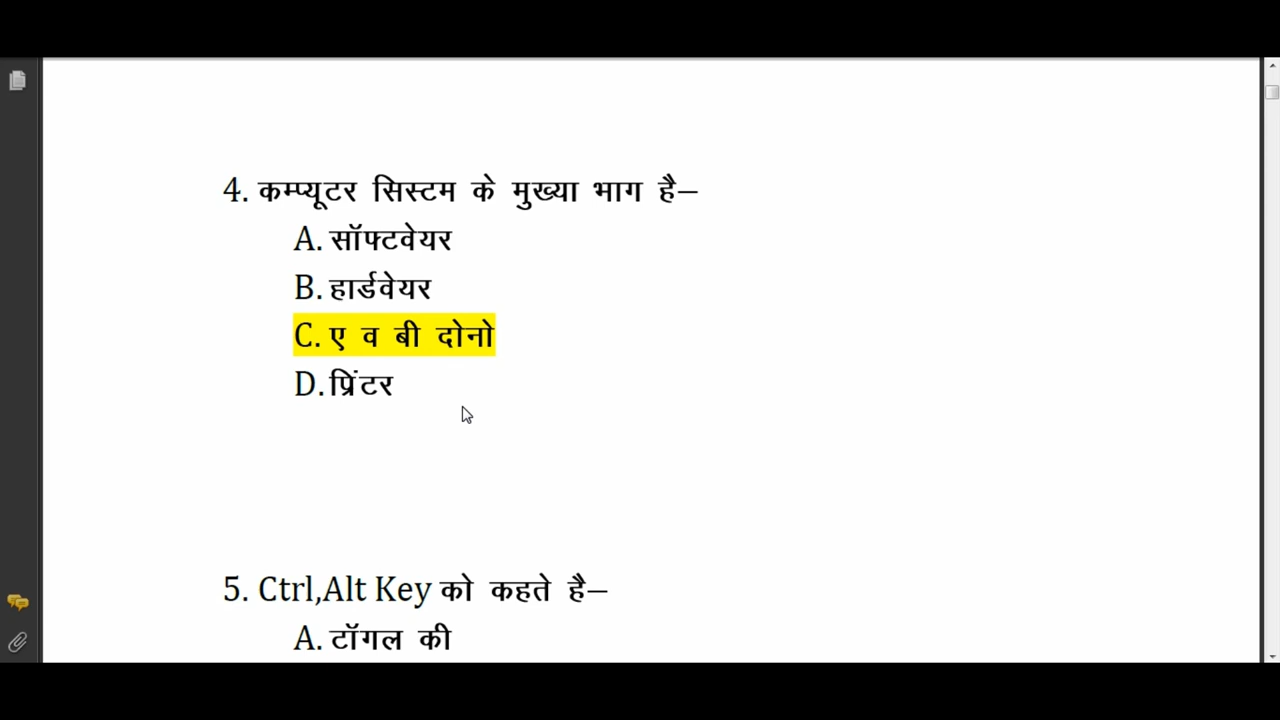 4. कम्प्यूटर सिस्टम के मुख्या भाग है–
A. सॉफ्टवेयर
B. हार्डवेयर
C. ए व बी दोनो
D. प्रिंटर
5. Ctrl,Alt Key को कहते है–
A. टॉगल की